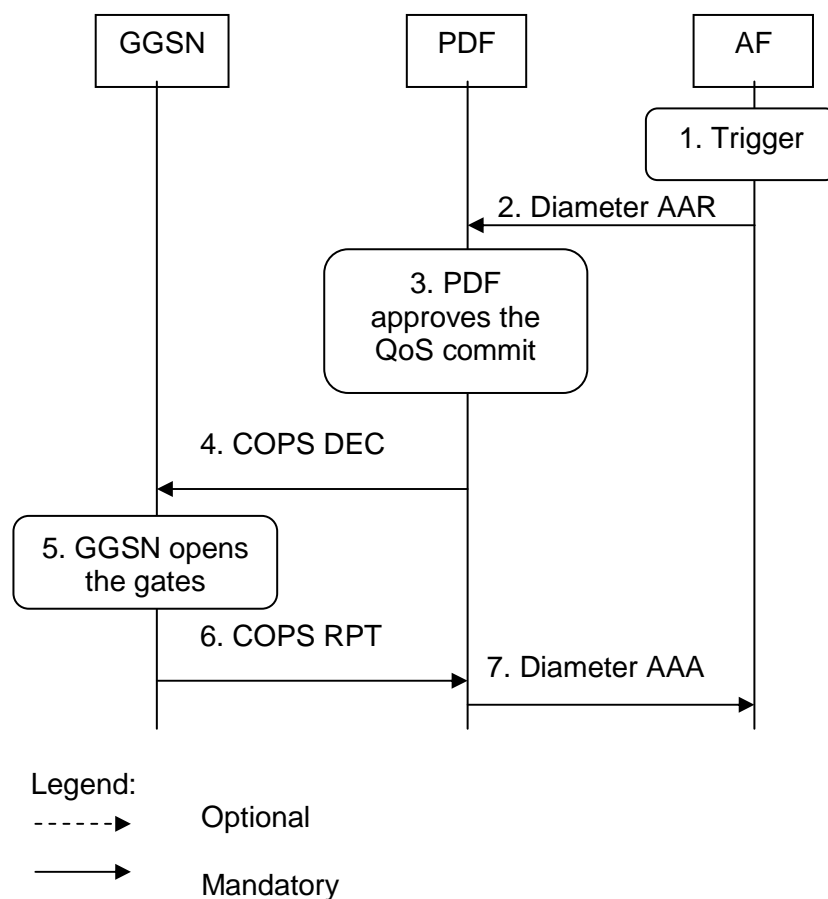 GGSN
PDF
AF
1. Trigger
2. Diameter AAR
3. PDF
approves the
QoS commit
4. COPS DEC
5. GGSN opens
the gates
6. COPS RPT
7. Diameter AAA
Legend:
Optional
Mandatory